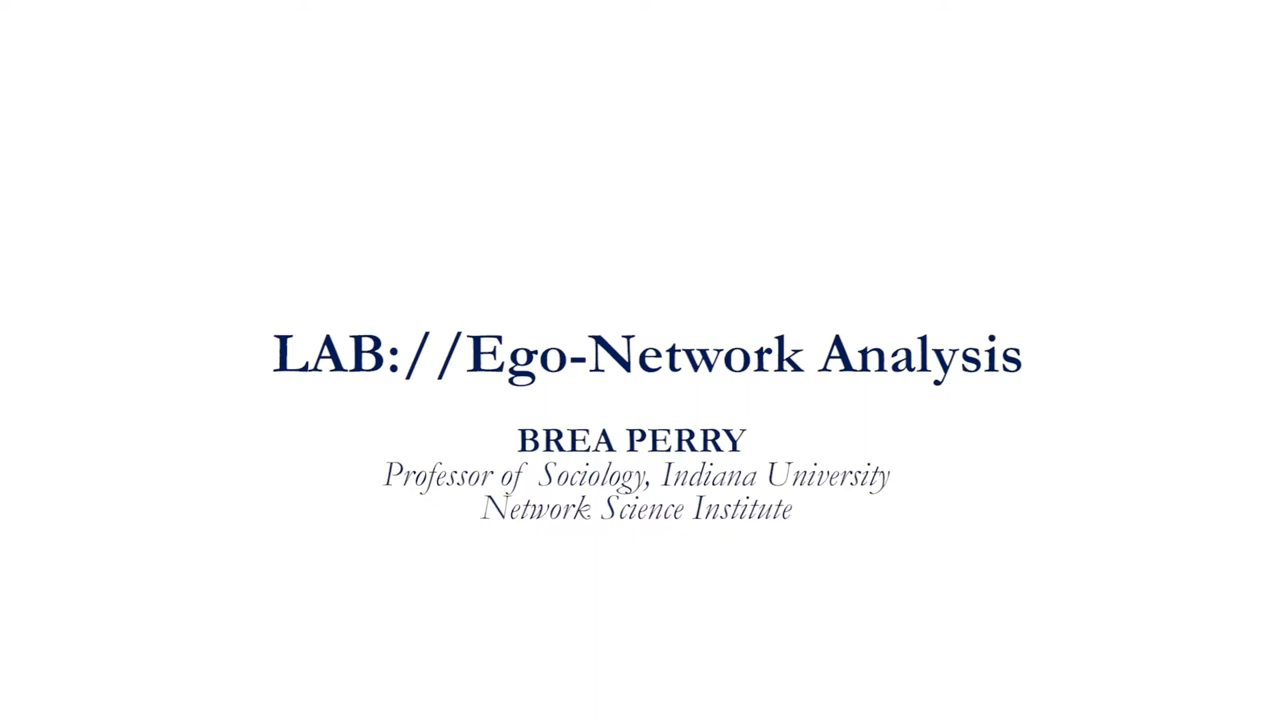 LAB://Ego-Network Analysis
BREA PERRY
Professor of Sociology, Indiana University
Network Science Institute